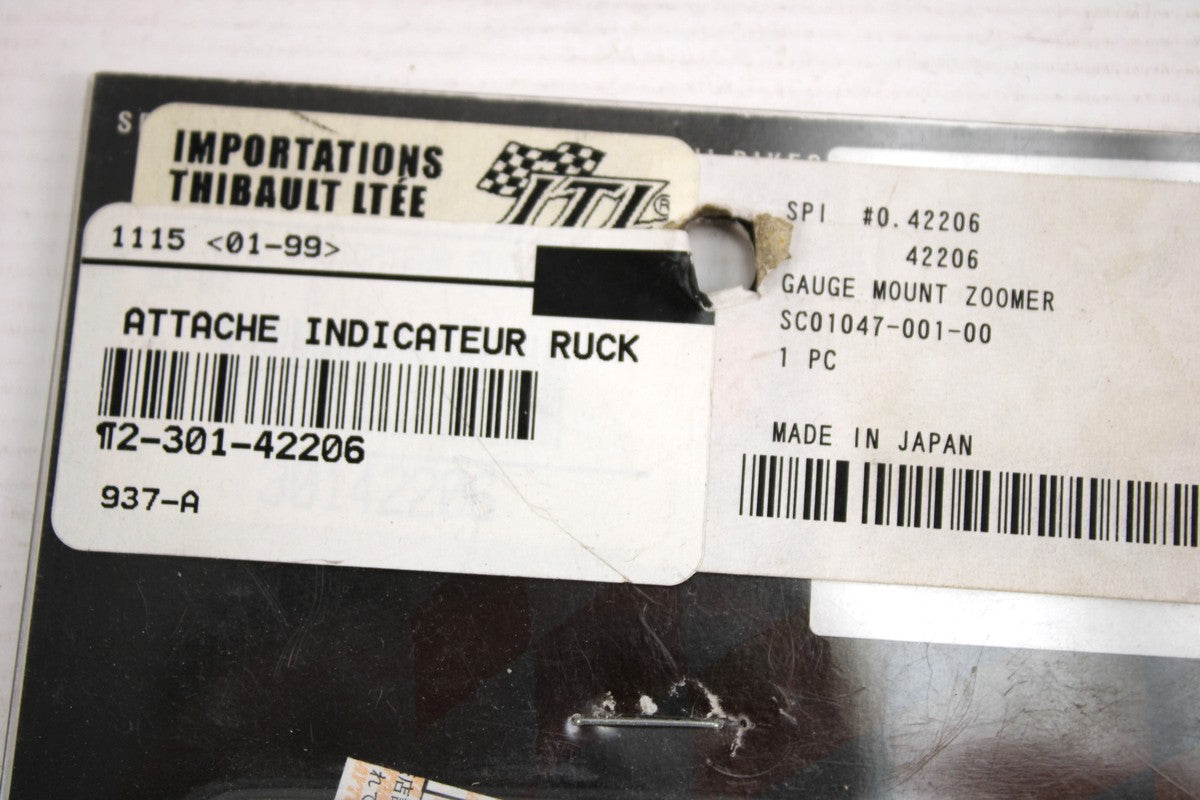 IMPORTATIONS
THIBAULT LTÉE
ITI®
1115 <01-99>
ATTACHE INDICATEUR RUCK
¶2-301-42206
937-A
SPI #0.42206
42206
GAUGE MOUNT ZOOMER
SC01047-001-00
1 PC
MADE IN JAPAN